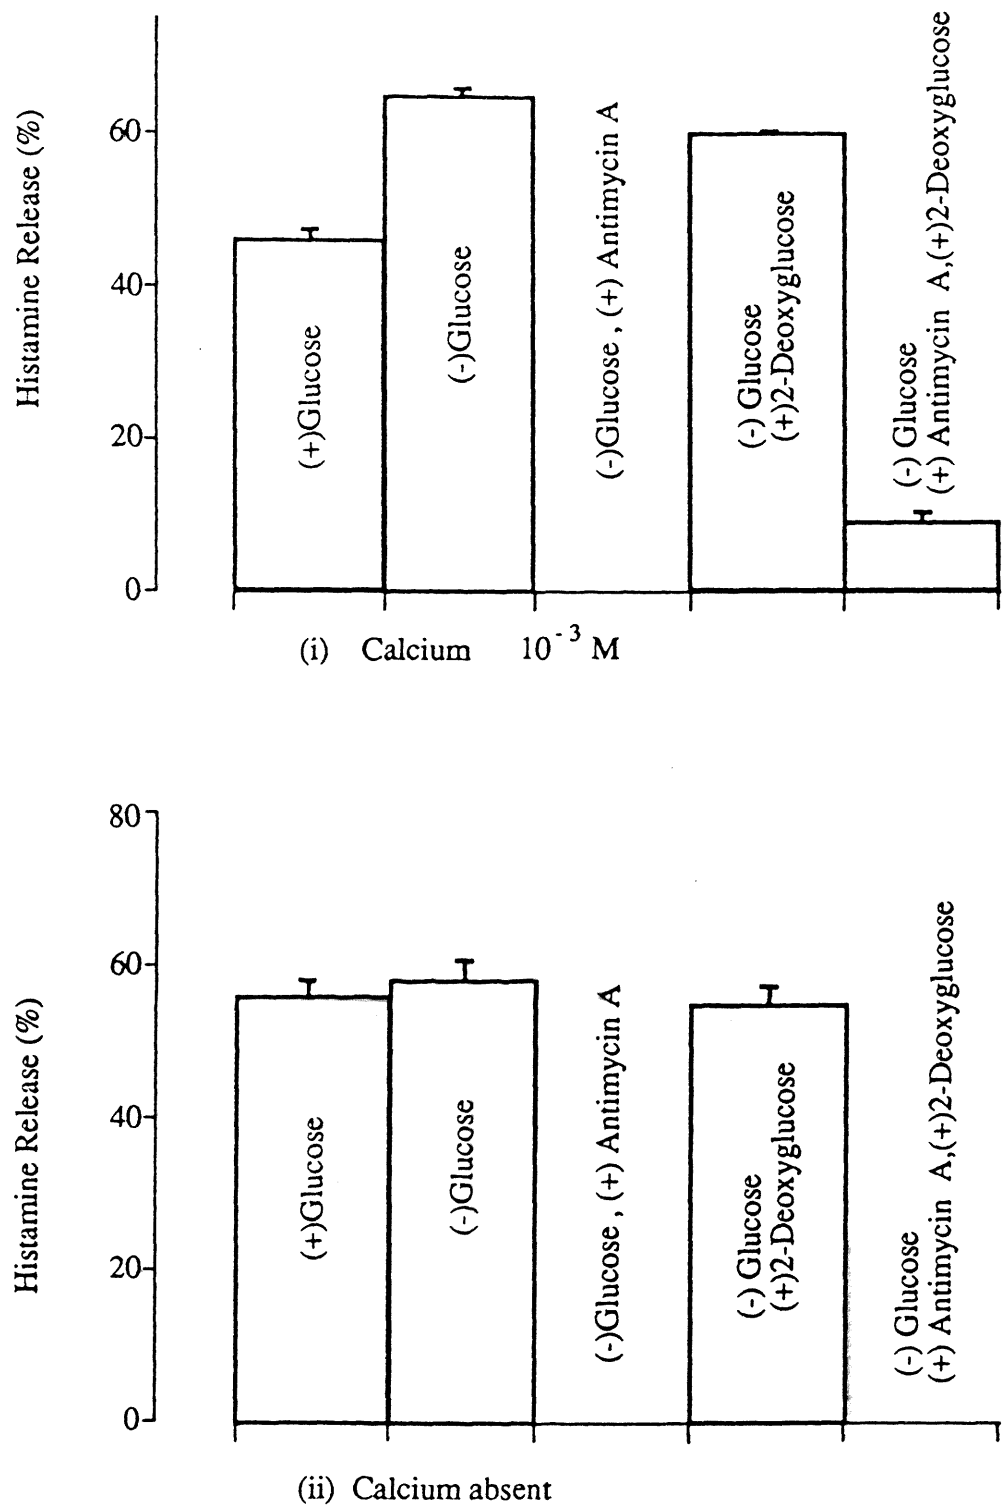 Histamine Release (%)
60
40
20
0
(+)Glucose
(-)Glucose
(-)Glucose , (+) Antimycin A
(-) Glucose
(+)2-Deoxyglucose
(-) Glucose
(+) Antimycin A,(+)2-Deoxyglucose
(i) Calcium 10⁻³ M
Histamine Release (%)
80
60
40
20
0
(+)Glucose
(-)Glucose
(-)Glucose , (+) Antimycin A
(-) Glucose
(+)2-Deoxyglucose
(-) Glucose
(+) Antimycin A,(+)2-Deoxyglucose
(ii) Calcium absent